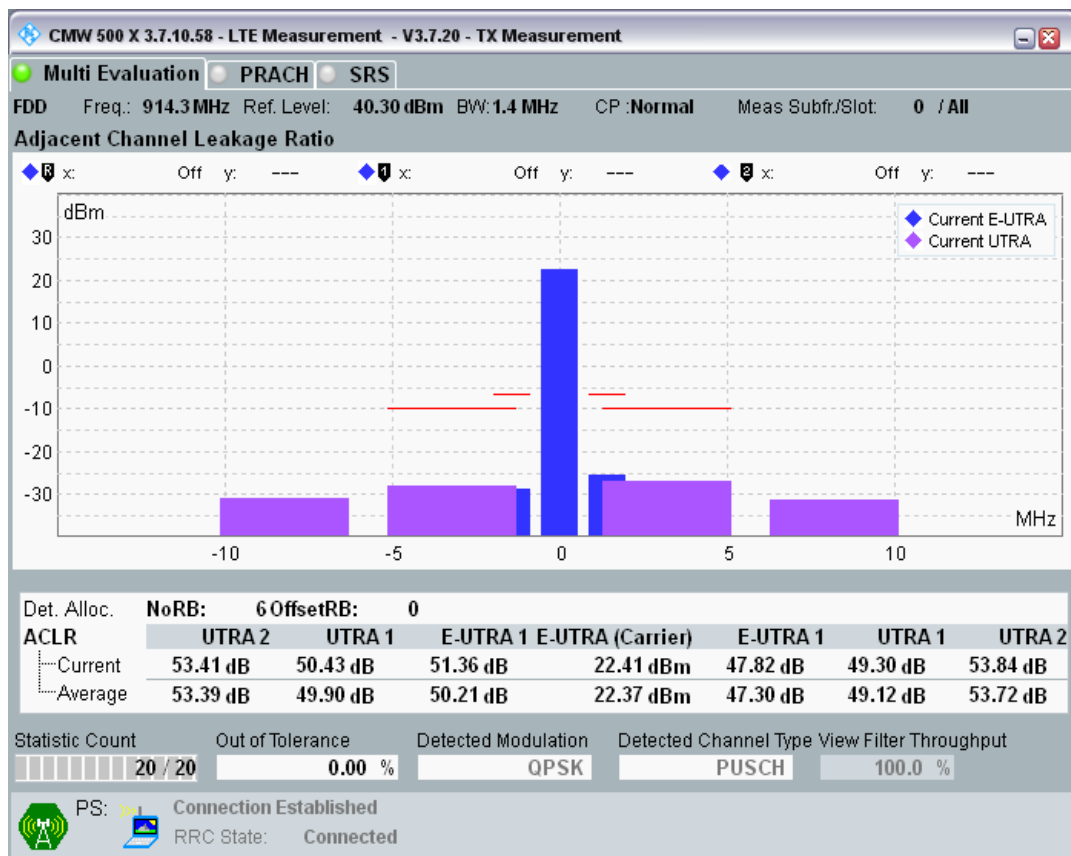 CMW 500 X 3.7.10.58 - LTE Measurement - V3.7.20 - TX Measurement
Multi Evaluation PRACH SRS
FDD Freq.: 914.3 MHz Ref. Level: 40.30 dBm BW: 1.4 MHz CP :Normal Meas Subfr./Slot: 0 / All
Adjacent Channel Leakage Ratio
R x: Off y: --- 1 x: Off y: --- 2 x: Off y: ---
dBm
Current E-UTRA
Current UTRA
30
20
10
0
-10
-20
-30
MHz
-10 -5 0 5 10
Det. Alloc. NoRB: 6 OffsetRB: 0
ACLR UTRA 2 UTRA 1 E-UTRA 1 E-UTRA (Carrier) E-UTRA 1 UTRA 1 UTRA 2
Current 53.41 dB 50.43 dB 51.36 dB 22.41 dBm 47.82 dB 49.30 dB 53.84 dB
Average 53.39 dB 49.90 dB 50.21 dB 22.37 dBm 47.30 dB 49.12 dB 53.72 dB
Statistic Count Out of Tolerance Detected Modulation Detected Channel Type View Filter Throughput
20 / 20 0.00 % QPSK PUSCH 100.0 %
PS: Connection Established
RRC State: Connected